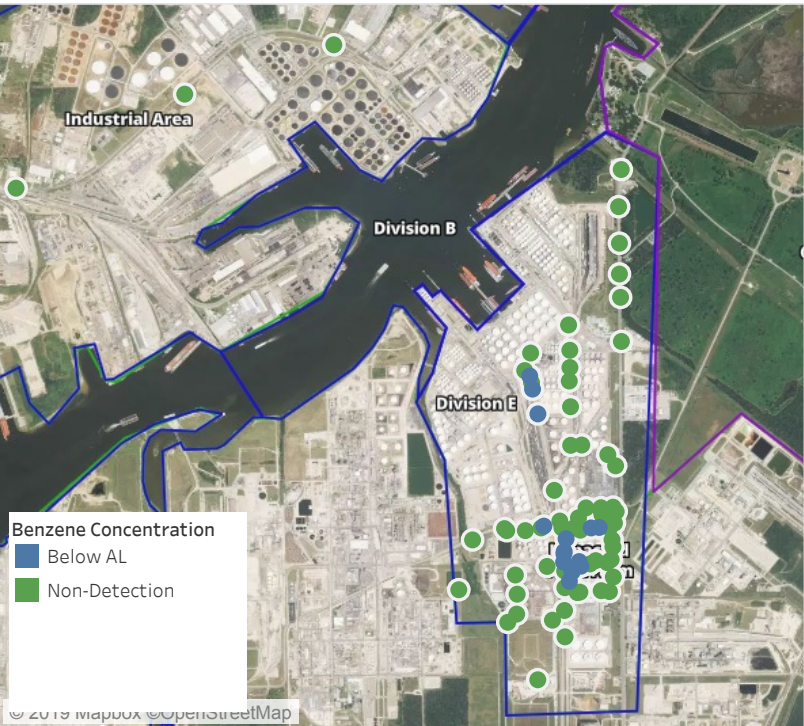 Industrial Area
Division B
Division E
Benzene Concentration
Below AL
Non-Detection
© 2019 Mapbox ©OpenStreetMap